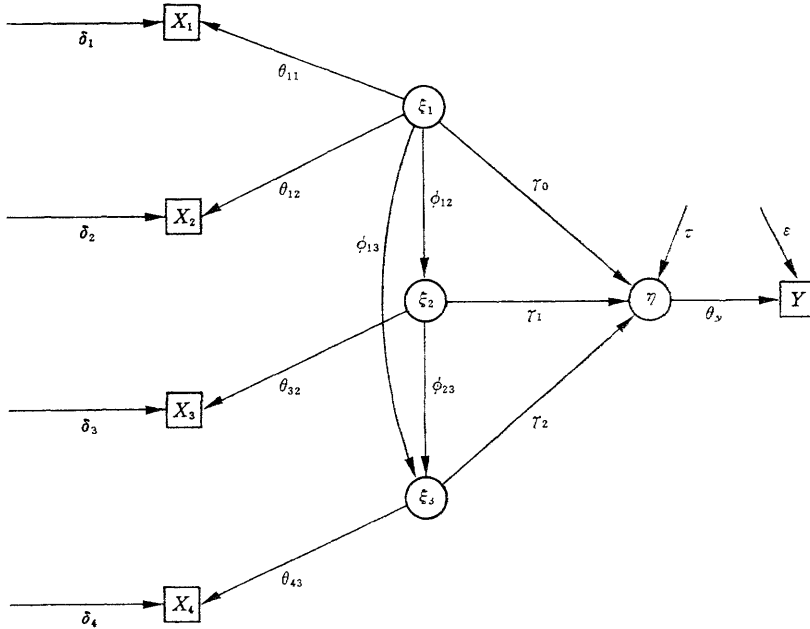 X₁
δ₁
θ₁₁
ξ₁
θ₁₂
γ₀
X₂
δ₂
ϕ₁₂
τ
ε
ϕ₁₃
ξ₂
γ₁
η
θ_y
Y
θ₃₂
ϕ₂₃
X₃
δ₃
γ₂
ξ₃
θ₄₃
X₄
δ₄